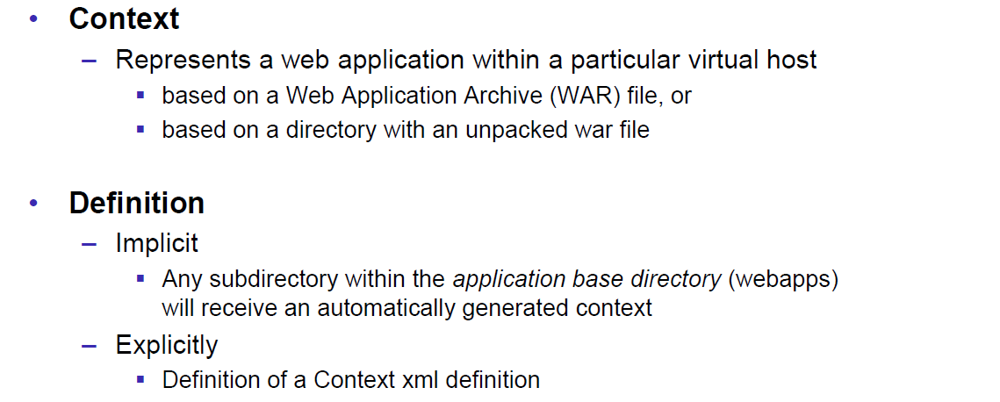 • Context
– Represents a web application within a particular virtual host
▪ based on a Web Application Archive (WAR) file, or
▪ based on a directory with an unpacked war file
• Definition
– Implicit
▪ Any subdirectory within the application base directory (webapps)
will receive an automatically generated context
– Explicitly
▪ Definition of a Context xml definition